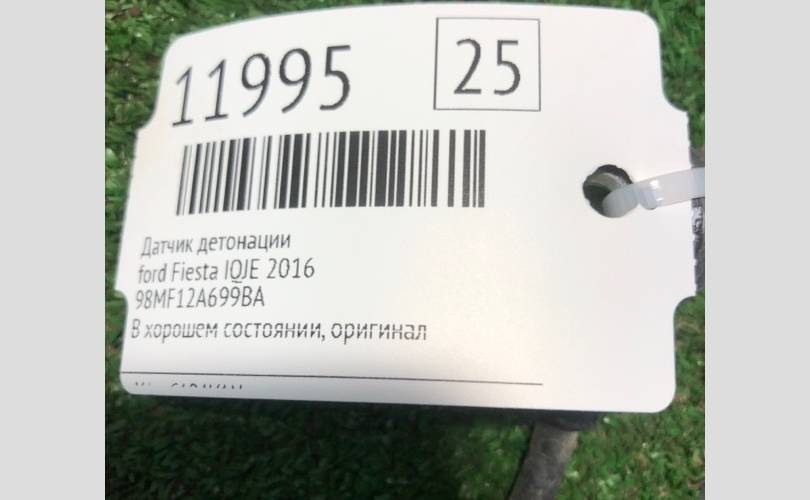 11995
25
Датчик детонации
ford Fiesta IQJE 2016
98MF12A699BA
В хорошем состоянии, оригинал